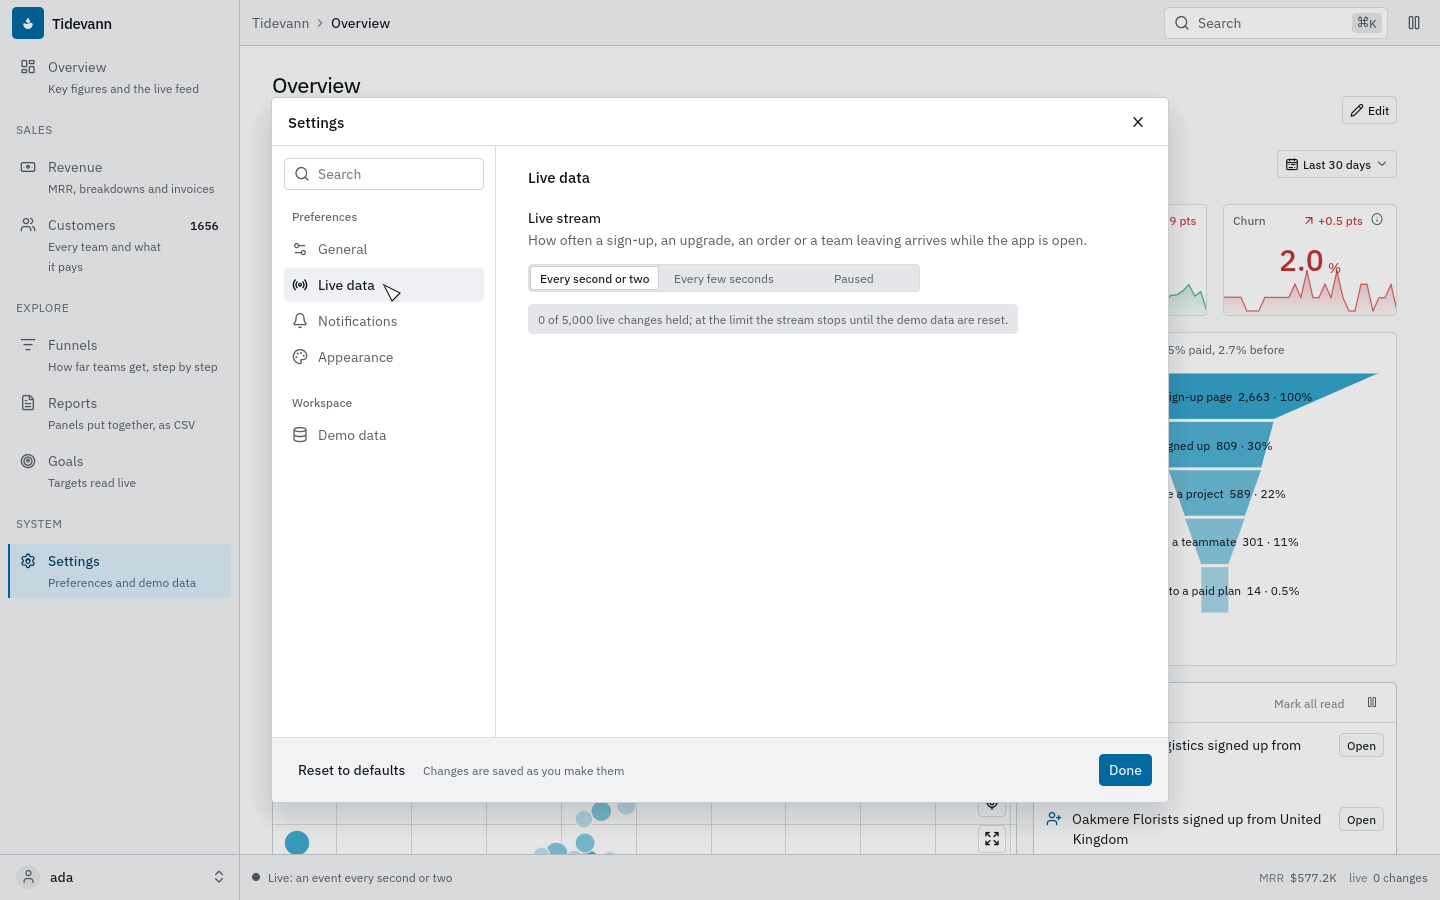 Tidevann
Overview
Key figures and the live feed
SALES
Revenue
MRR, breakdowns and invoices
Customers 1656
Every team and what
it pays
EXPLORE
Funnels
How far teams get, step by step
Reports
Panels put together, as CSV
Goals
Targets read live
SYSTEM
Settings
Preferences and demo data
ada
Tidevann > Overview
Search ⌘K
Overview
Edit
Last 30 days
9 pts
Churn +0.5 pts
2.0 %
5% paid, 2.7% before
ign-up page 2,663 · 100%
gned up 809 · 30%
e a project 589 · 22%
a teammate 301 · 11%
to a paid plan 14 · 0.5%
Mark all read
gistics signed up from
Open
Oakmere Florists signed up from United
Kingdom
Open
Settings
Search
Preferences
General
Live data
Notifications
Appearance
Workspace
Demo data
Live data
Live stream
How often a sign-up, an upgrade, an order or a team leaving arrives while the app is open.
Every second or two Every few seconds Paused
0 of 5,000 live changes held; at the limit the stream stops until the demo data are reset.
Reset to defaults Changes are saved as you make them
Done
Live: an event every second or two
MRR $577.2K live 0 changes